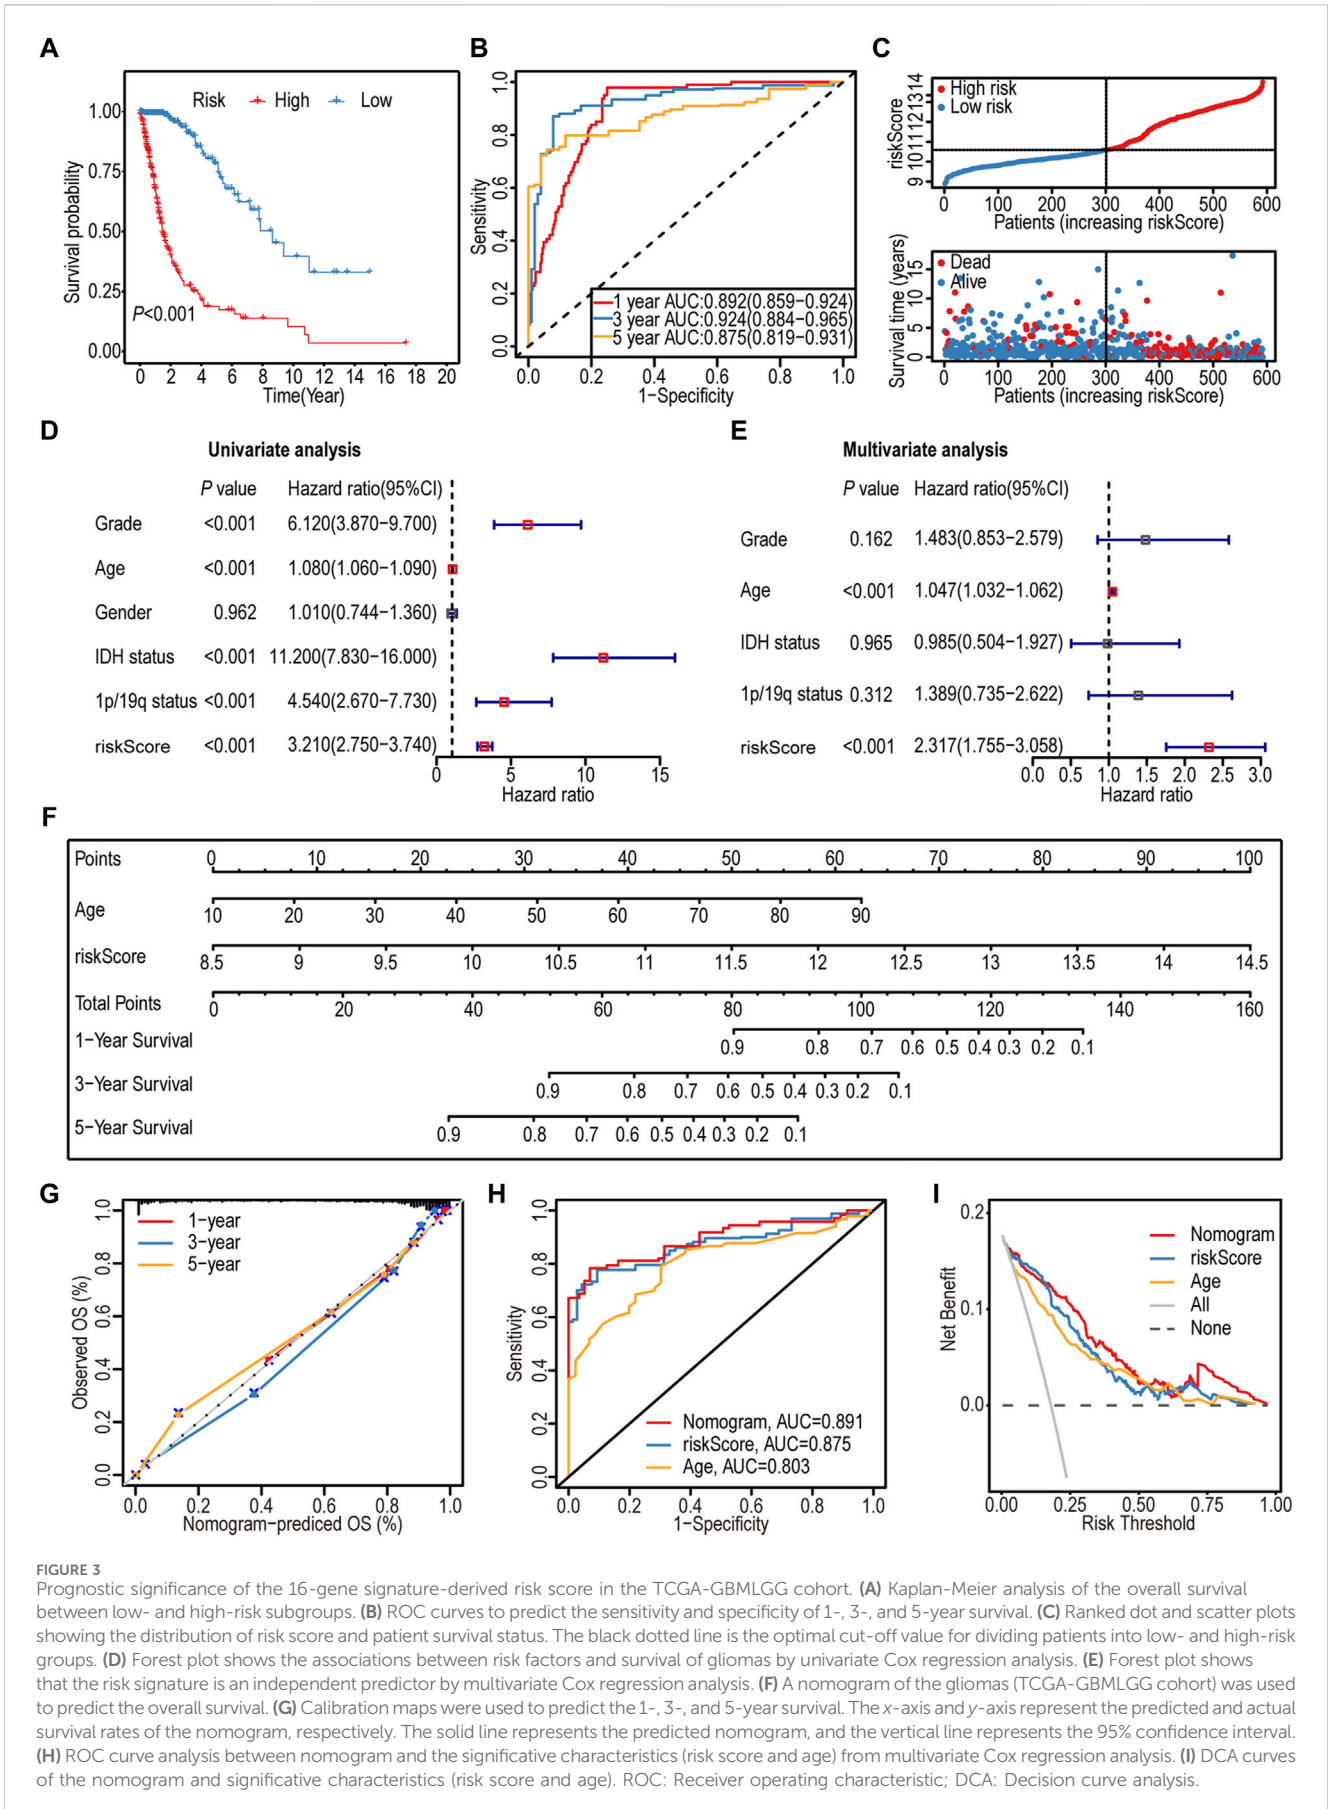 A
Risk High Low
Survival probability
1.00
0.75
0.50
0.25
0.00
P<0.001
0 2 4 6 8 10 12 14 16 18 20
Time(Year)
B
Sensitivity
0.0 0.2 0.4 0.6 0.8 1.0
1 year AUC:0.892(0.859−0.924)
3 year AUC:0.924(0.884−0.965)
5 year AUC:0.875(0.819−0.931)
0.0 0.2 0.4 0.6 0.8 1.0
1−Specificity
C
High risk
Low risk
riskScore
9 10 11 12 13 14
0 100 200 300 400 500 600
Patients (increasing riskScore)
Dead
Alive
Survival time (years)
0 5 10 15
0 100 200 300 400 500 600
Patients (increasing riskScore)
D
Univariate analysis
P value Hazard ratio(95%CI)
Grade <0.001 6.120(3.870−9.700)
Age <0.001 1.080(1.060−1.090)
Gender 0.962 1.010(0.744−1.360)
IDH status <0.001 11.200(7.830−16.000)
1p/19q status <0.001 4.540(2.670−7.730)
riskScore <0.001 3.210(2.750−3.740)
0 5 10 15
Hazard ratio
E
Multivariate analysis
P value Hazard ratio(95%CI)
Grade 0.162 1.483(0.853−2.579)
Age <0.001 1.047(1.032−1.062)
IDH status 0.965 0.985(0.504−1.927)
1p/19q status 0.312 1.389(0.735−2.622)
riskScore <0.001 2.317(1.755−3.058)
0.0 0.5 1.0 1.5 2.0 2.5 3.0
Hazard ratio
F
Points 0 10 20 30 40 50 60 70 80 90 100
Age 10 20 30 40 50 60 70 80 90
riskScore 8.5 9 9.5 10 10.5 11 11.5 12 12.5 13 13.5 14 14.5
Total Points 0 20 40 60 80 100 120 140 160
1−Year Survival 0.9 0.8 0.7 0.6 0.5 0.4 0.3 0.2 0.1
3−Year Survival 0.9 0.8 0.7 0.6 0.5 0.4 0.3 0.2 0.1
5−Year Survival 0.9 0.8 0.7 0.6 0.5 0.4 0.3 0.2 0.1
G
1−year
3−year
5−year
Observed OS (%)
0.0 0.2 0.4 0.6 0.8 1.0
0.0 0.2 0.4 0.6 0.8 1.0
Nomogram−prediced OS (%)
H
Sensitivity
0.0 0.2 0.4 0.6 0.8 1.0
Nomogram, AUC=0.891
riskScore, AUC=0.875
Age, AUC=0.803
0.0 0.2 0.4 0.6 0.8 1.0
1−Specificity
I
Net Benefit
0.2
0.1
0.0
Nomogram
riskScore
Age
All
None
0.00 0.25 0.50 0.75 1.00
Risk Threshold
FIGURE 3
Prognostic significance of the 16-gene signature-derived risk score in the TCGA-GBMLGG cohort. (A) Kaplan-Meier analysis of the overall survival
between low- and high-risk subgroups. (B) ROC curves to predict the sensitivity and specificity of 1-, 3-, and 5-year survival. (C) Ranked dot and scatter plots
showing the distribution of risk score and patient survival status. The black dotted line is the optimal cut-off value for dividing patients into low- and high-risk
groups. (D) Forest plot shows the associations between risk factors and survival of gliomas by univariate Cox regression analysis. (E) Forest plot shows
that the risk signature is an independent predictor by multivariate Cox regression analysis. (F) A nomogram of the gliomas (TCGA-GBMLGG cohort) was used
to predict the overall survival. (G) Calibration maps were used to predict the 1-, 3-, and 5-year survival. The x-axis and y-axis represent the predicted and actual
survival rates of the nomogram, respectively. The solid line represents the predicted nomogram, and the vertical line represents the 95% confidence interval.
(H) ROC curve analysis between nomogram and the significative characteristics (risk score and age) from multivariate Cox regression analysis. (I) DCA curves
of the nomogram and significative characteristics (risk score and age). ROC: Receiver operating characteristic; DCA: Decision curve analysis.